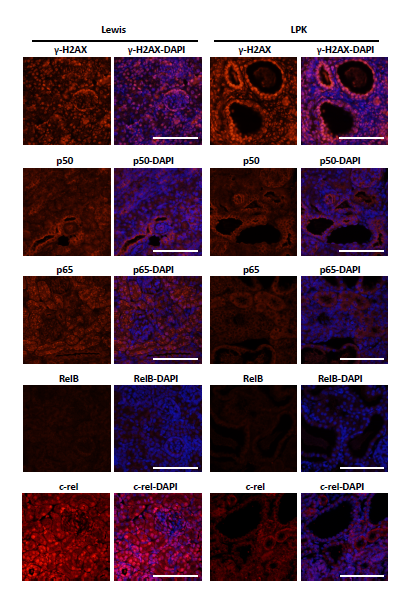 Lewis LPK
γ-H2AX γ-H2AX-DAPI γ-H2AX γ-H2AX-DAPI
p50 p50-DAPI p50 p50-DAPI
p65 p65-DAPI p65 p65-DAPI
RelB RelB-DAPI RelB RelB-DAPI
c-rel c-rel-DAPI c-rel c-rel-DAPI